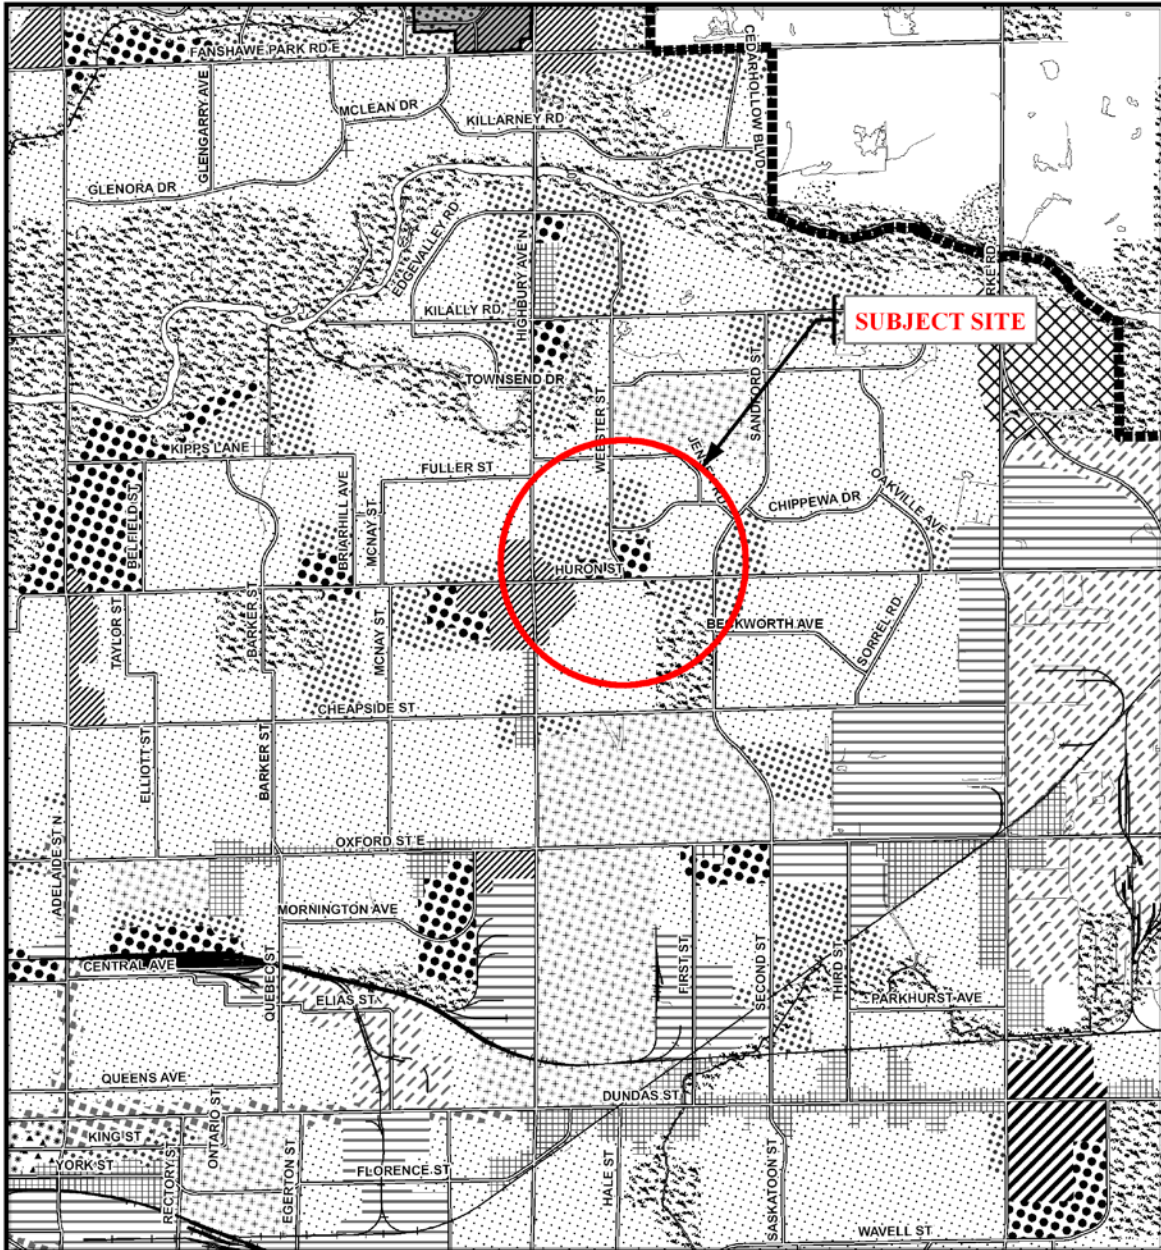 FANSHAWE PARK RD E
CEDARHOLLOW BLVD
GLENGARRY AVE
MCLEAN DR
KILLARNEY RD
GLENORA DR
EDGEVALLEY RD
HIGHBURY AVE N
KILALLY RD
RKE RD
SUBJECT SITE
TOWNSEND DR
SANDFORD ST
WEBSTER ST
KIPPS LANE
FULLER ST
CHIPPEWA DR
OAKVILLE AVE
BELFIELD ST
BRIARHILL AVE
MCNAY ST
HURON ST
TAYLOR ST
BARKER ST
MCNAY ST
BECKWORTH AVE
SORREL RD
CHEAPSIDE ST
ELLIOTT ST
BARKER ST
OXFORD ST E
ADELAIDE ST N
MORNINGTON AVE
CENTRAL AVE
QUEBEC ST
ELIAS ST
FIRST ST
SECOND ST
THIRD ST
PARKHURST AVE
QUEENS AVE
DUNDAS ST
ONTARIO ST
KING ST
YORK ST
RECTORY ST
EGERTON ST
FLORENCE ST
HALE ST
SASKATOON ST
WAVELL ST